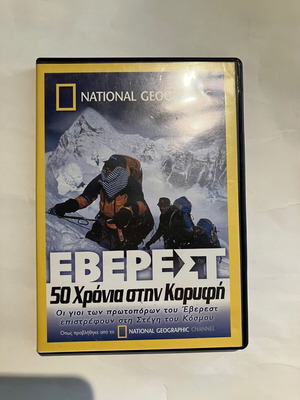 NATIONAL GEOGRAPHIC
ΕΒΕΡΕΣΤ
50 Χρόνια στην Κορυφή
Οι γιοι των πρωτοπόρων του Έβερεστ
επιστρέφουν στη Στέγη του Κόσμου
Όπως προβλήθηκε από το NATIONAL GEOGRAPHIC CHANNEL